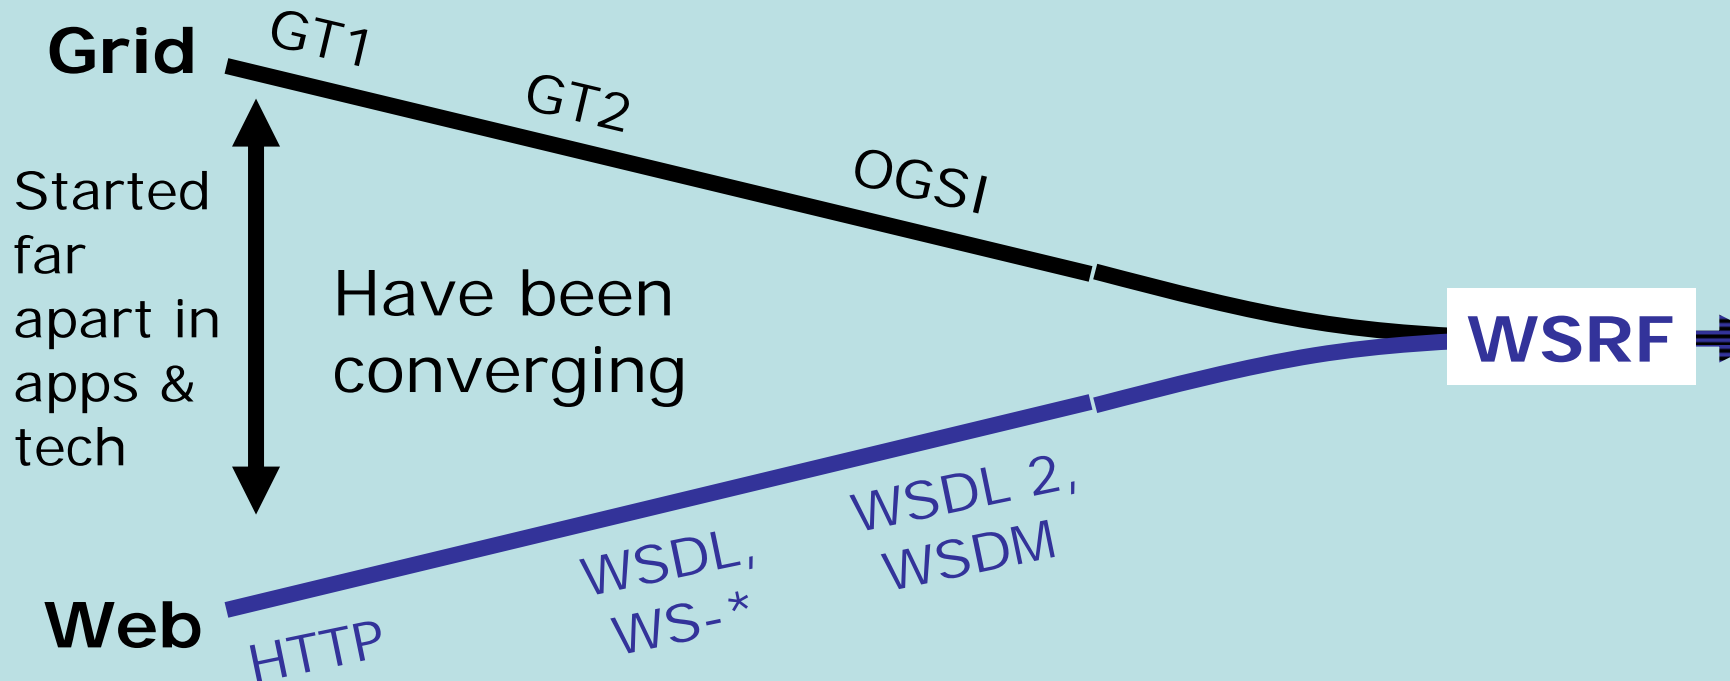 Grid
GT1
GT2
OGSI
Started
far
apart in
apps &
tech
Have been
converging
WSRF
WSDL 2,
WSDM
WSDL,
WS-*
Web
HTTP